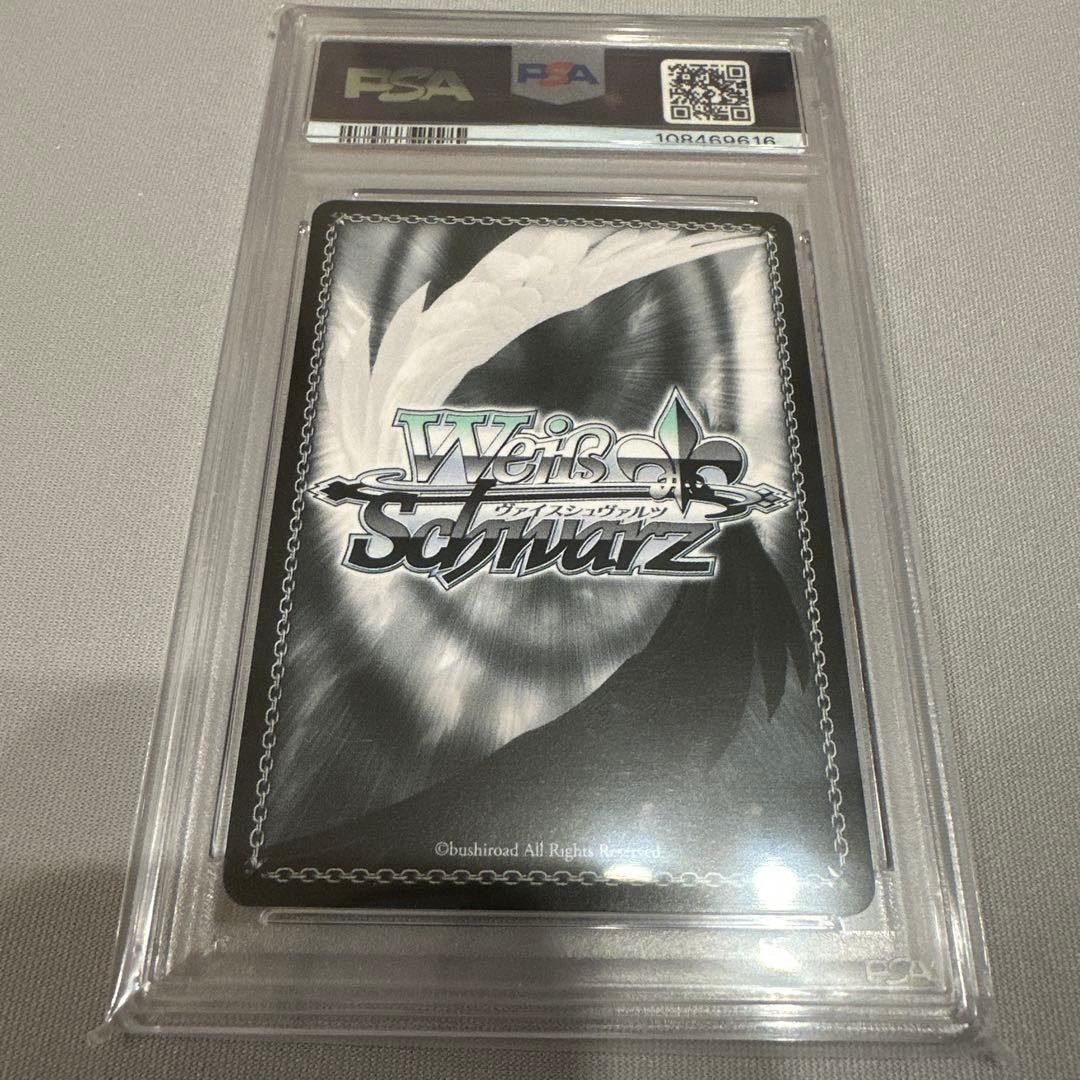 PSA
PSA
108469616
Weiß
ヴァイスシュヴァルツ
Schwarz
©bushiroad All Rights Reserved.
PSA